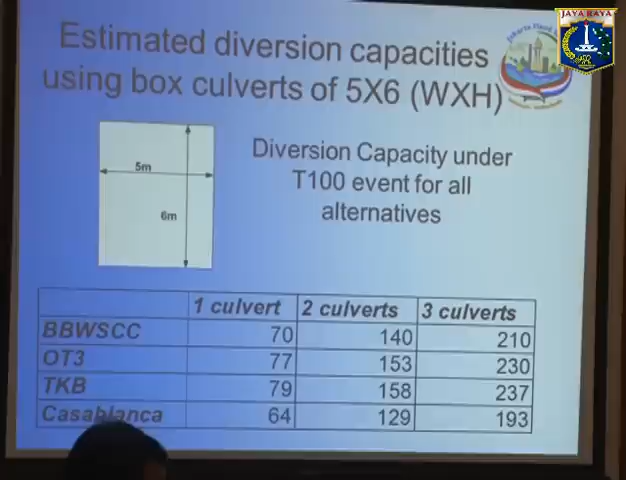 JAYA RAYA
Estimated diversion capacities
using box culverts of 5X6 (WXH)
5m
6m
Diversion Capacity under
T100 event for all
alternatives
1 culvert 2 culverts 3 culverts
BBWSCC 70 140 210
OT3 77 153 230
TKB 79 158 237
Casablanca 64 129 193